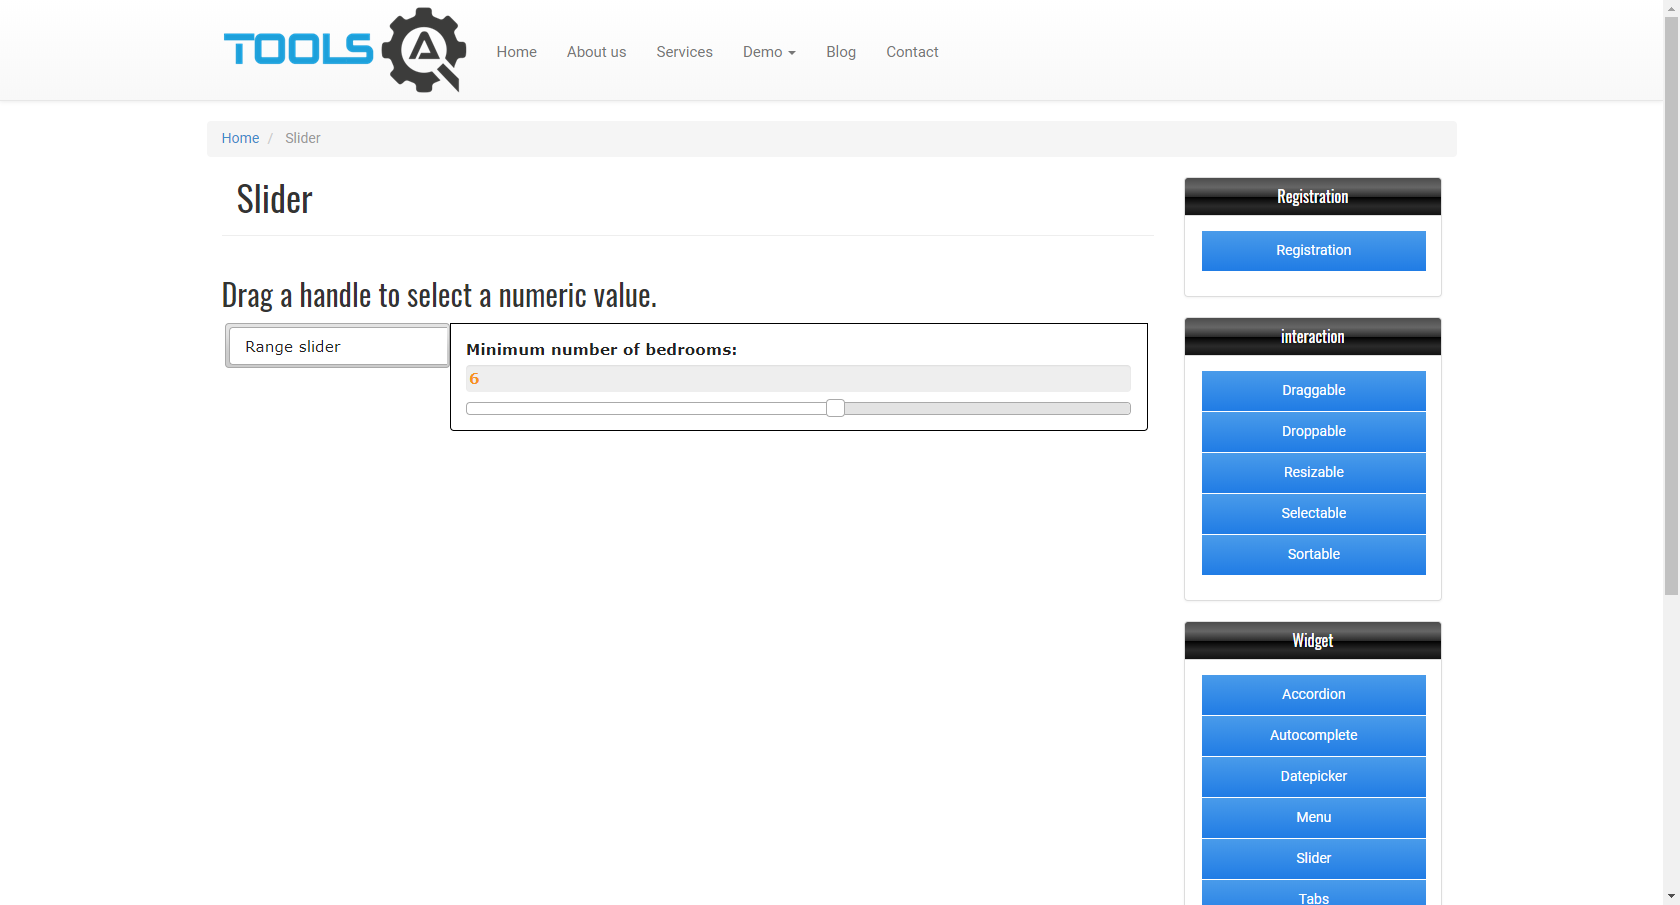 TOOLS QA
Home About us Services Demo Blog Contact
Home / Slider
Slider
Drag a handle to select a numeric value.
Range slider
Minimum number of bedrooms:
6
Registration
Registration
interaction
Draggable
Droppable
Resizable
Selectable
Sortable
Widget
Accordion
Autocomplete
Datepicker
Menu
Slider
Tabs